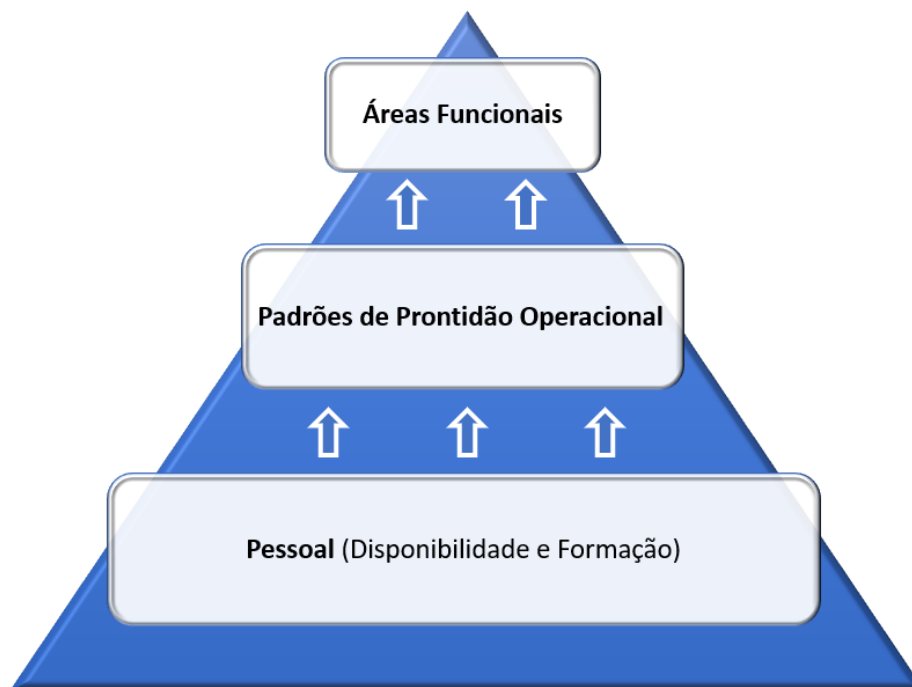 Áreas Funcionais
Padrões de Prontidão Operacional
Pessoal (Disponibilidade e Formação)